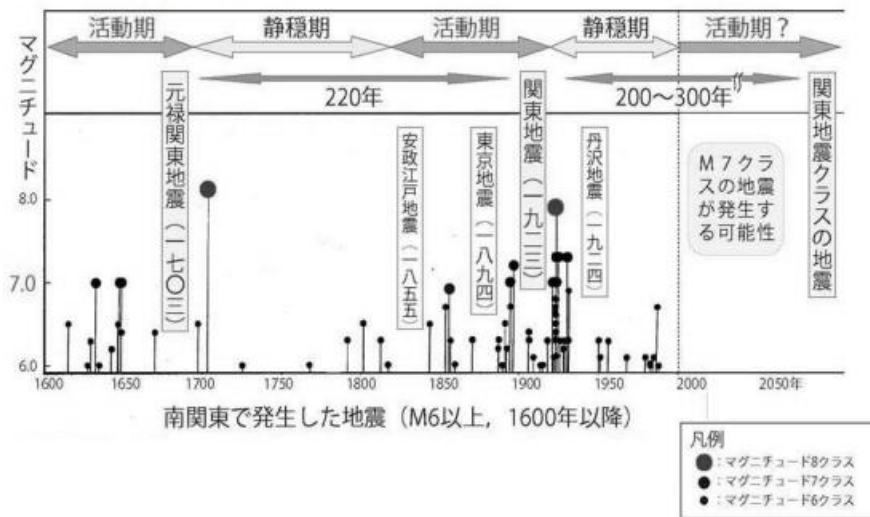 活動期
静穏期
活動期
静穏期
活動期？
220年
200〜300年
マグニチュード
元禄関東地震（一七〇三）
安政江戸地震（一八五五）
東京地震（一八九四）
関東地震（一九二三）
丹沢地震（一九二四）
M7クラ
スの地震
が発生す
る可能性
関東地震クラスの地震
8.0
7.0
6.0
1600
1650
1700
1750
1800
1850
1900
1950
2000
2050年
南関東で発生した地震（M6以上，1600年以降）
凡例
：マグニチュード8クラス
：マグニチュード7クラス
：マグニチュード6クラス